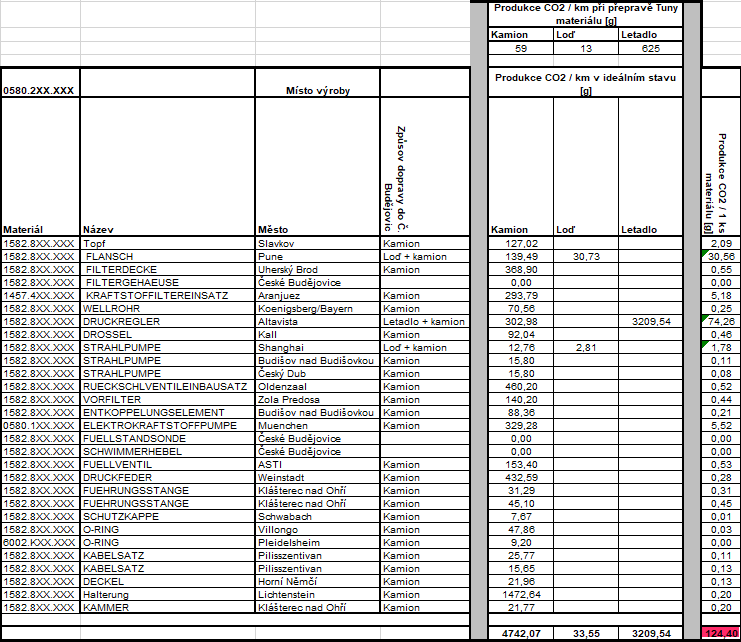 Produkce CO2 / km při přepravě Tuny
materiálu [g]
Kamion Loď Letadlo
59 13 625
0580.2XX.XXX Místo výroby Produkce CO2 / km v ideálním stavu
[g]
Materiál Název Město Způsov dopravy do Č. Budějovic Kamion Loď Letadlo Produkce CO2 / 1 ks materiálu [g]
1582.8XX.XXX Topf Slavkov Kamion 127,02 2,09
1582.8XX.XXX FLANSCH Pune Loď + kamion 139,49 30,73 30,56
1582.8XX.XXX FILTERDECKE Uherský Brod Kamion 368,90 0,55
1582.8XX.XXX FILTERGEHAEUSE České Budějovice 0,00 0,00
1457.4XX.XXX KRAFTSTOFFILTEREINSATZ Aranjuez Kamion 293,79 5,18
1582.8XX.XXX WELLROHR Koenigsberg/Bayern Kamion 70,56 0,25
1582.8XX.XXX DRUCKREGLER Altavista Letadlo + kamion 302,98 3209,54 74,26
1582.8XX.XXX DROSSEL Kall Kamion 92,04 0,46
1582.8XX.XXX STRAHLPUMPE Shanghai Loď + kamion 12,76 2,81 1,78
1582.8XX.XXX STRAHLPUMPE Budišov nad Budišovkou Kamion 15,80 0,11
1582.8XX.XXX STRAHLPUMPE Český Dub Kamion 15,80 0,08
1582.8XX.XXX RUECKSCHLVENTILEINBAUSATZ Oldenzaal Kamion 460,20 0,52
1582.8XX.XXX VORFILTER Zola Predosa Kamion 140,20 0,44
1582.8XX.XXX ENTKOPPELUNGSELEMENT Budišov nad Budišovkou Kamion 88,36 0,21
0580.1XX.XXX ELEKTROKRAFTSTOFFPUMPE Muenchen Kamion 329,28 5,52
1582.8XX.XXX FUELLSTANDSONDE České Budějovice 0,00 0,00
1582.8XX.XXX SCHWIMMERHEBEL České Budějovice 0,00 0,00
1582.8XX.XXX FUELLVENTIL ASTI Kamion 153,40 0,53
1582.8XX.XXX DRUCKFEDER Weinstadt Kamion 432,59 0,28
1582.8XX.XXX FUEHRUNGSSTANGE Klášterec nad Ohří Kamion 31,29 0,31
1582.8XX.XXX FUEHRUNGSSTANGE Klášterec nad Ohří Kamion 45,10 0,45
1582.8XX.XXX SCHUTZKAPPE Schwabach Kamion 7,67 0,01
1582.8XX.XXX O-RING Villongo Kamion 47,86 0,03
6002.KXX.XXX O-RING Pleidelsheim Kamion 9,20 0,00
1582.8XX.XXX KABELSATZ Pilisszentivan Kamion 25,77 0,11
1582.8XX.XXX KABELSATZ Pilisszentivan Kamion 15,65 0,13
1582.8XX.XXX DECKEL Horní Němčí Kamion 21,96 0,13
1582.8XX.XXX Halterung Lichtenstein Kamion 1472,64 0,20
1582.8XX.XXX KAMMER Klášterec nad Ohří Kamion 21,77 0,20
4742,07 33,55 3209,54 124,40